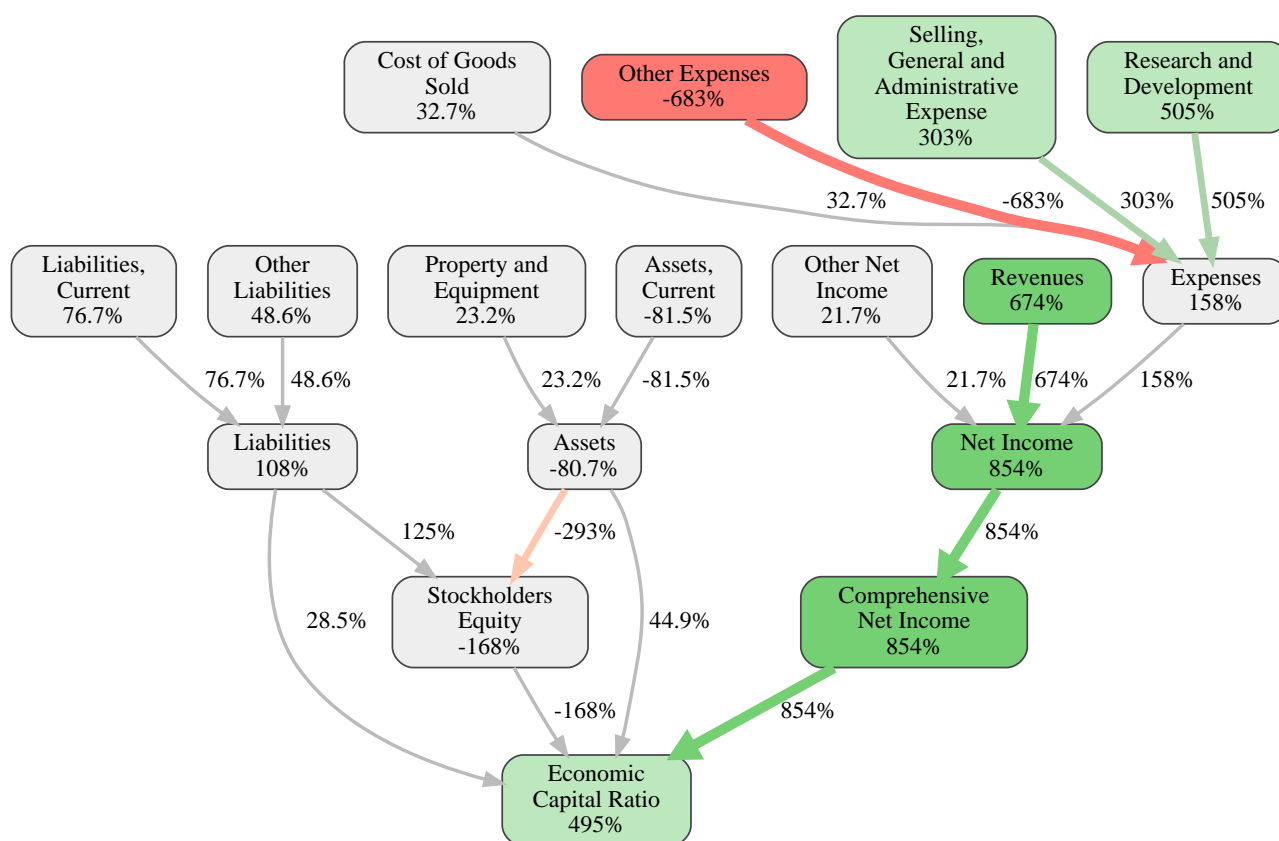 Cost of Goods
Sold
32.7%
Other Expenses
-683%
Selling,
General and
Administrative
Expense
303%
Research and
Development
505%
32.7%
-683%
303%
505%
Liabilities,
Current
76.7%
Other
Liabilities
48.6%
Property and
Equipment
23.2%
Assets,
Current
-81.5%
Other Net
Income
21.7%
Revenues
674%
Expenses
158%
76.7%
48.6%
23.2%
-81.5%
21.7%
674%
158%
Liabilities
108%
Assets
-80.7%
Net Income
854%
125%
-293%
854%
Stockholders
Equity
-168%
Comprehensive
Net Income
854%
28.5%
44.9%
-168%
854%
Economic
Capital Ratio
495%